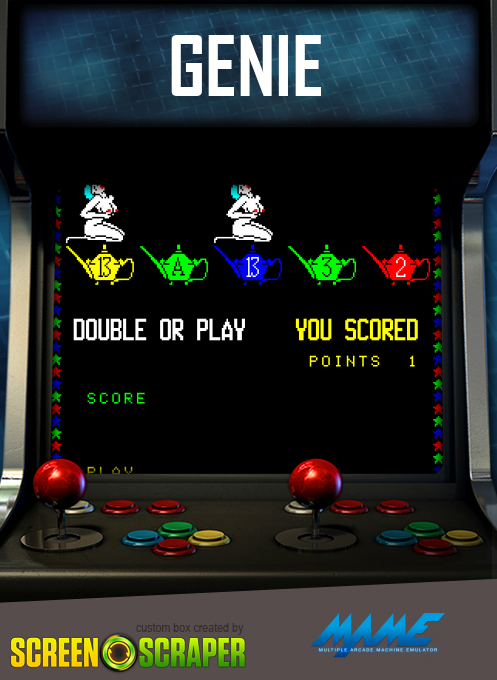 GENIE
13 A 13 3 2
DOUBLE OR PLAY YOU SCORED
POINTS 1
SCORE
PLAY
custom box created by
SCREEN SCRAPER
MAME
MULTIPLE ARCADE MACHINE EMULATOR